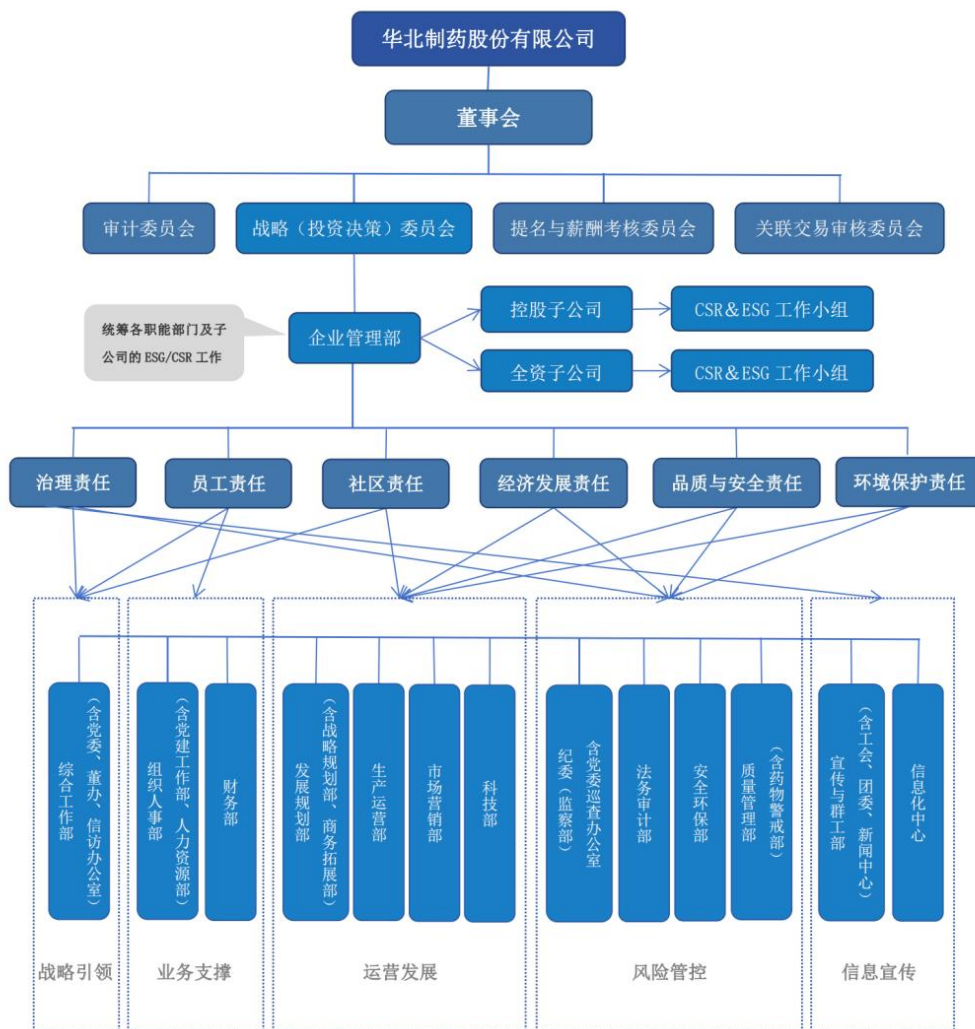 华北制药股份有限公司
董事会
审计委员会
战略（投资决策）委员会
提名与薪酬考核委员会
关联交易审核委员会
统筹各职能部门及子
公司的 ESG/CSR 工作
企业管理部
控股子公司
CSR＆ESG 工作小组
全资子公司
CSR＆ESG 工作小组
治理责任
员工责任
社区责任
经济发展责任
品质与安全责任
环境保护责任
综合工作部
（含党委、董办、信访办公室）
组织人事部
（含党建工作部、人力资源部）
财务部
发展规划部
（含战略规划部、商务拓展部）
生产运营部
市场营销部
科技部
纪委（监察部）
含党委巡查办公室
法务审计部
安全环保部
质量管理部
（含药物警戒部）
宣传与群工部
（含工会、团委、新闻中心）
信息化中心
战略引领
业务支撑
运营发展
风险管控
信息宣传